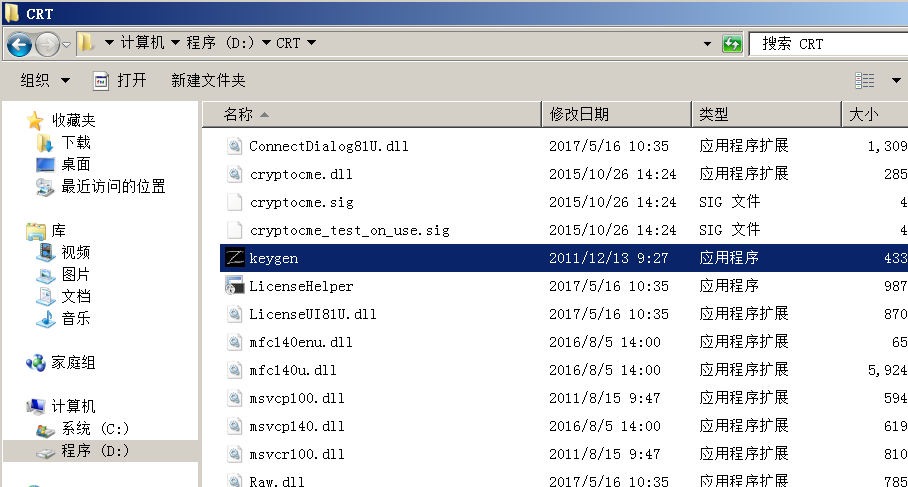 CRT
计算机 程序 (D:) CRT
搜索 CRT
组织 打开 新建文件夹
收藏夹
下载
桌面
最近访问的位置
库
视频
图片
文档
音乐
家庭组
计算机
系统 (C:)
程序 (D:)
名称 修改日期 类型 大小
ConnectDialog81U.dll 2017/5/16 10:35 应用程序扩展 1,309
cryptocme.dll 2015/10/26 14:24 应用程序扩展 285
cryptocme.sig 2015/10/26 14:24 SIG 文件 4
cryptocme_test_on_use.sig 2015/10/26 14:24 SIG 文件 4
keygen 2011/12/13 9:27 应用程序 433
LicenseHelper 2017/5/16 10:35 应用程序 987
LicenseUI81U.dll 2017/5/16 10:35 应用程序扩展 870
mfc140enu.dll 2016/8/5 14:00 应用程序扩展 65
mfc140u.dll 2016/8/5 14:00 应用程序扩展 5,924
msvcp100.dll 2011/8/15 9:47 应用程序扩展 594
msvcp140.dll 2016/8/5 14:00 应用程序扩展 619
msvcr100.dll 2011/8/15 9:47 应用程序扩展 810
Raw.dll 2017/5/16 10:35 应用程序扩展 785